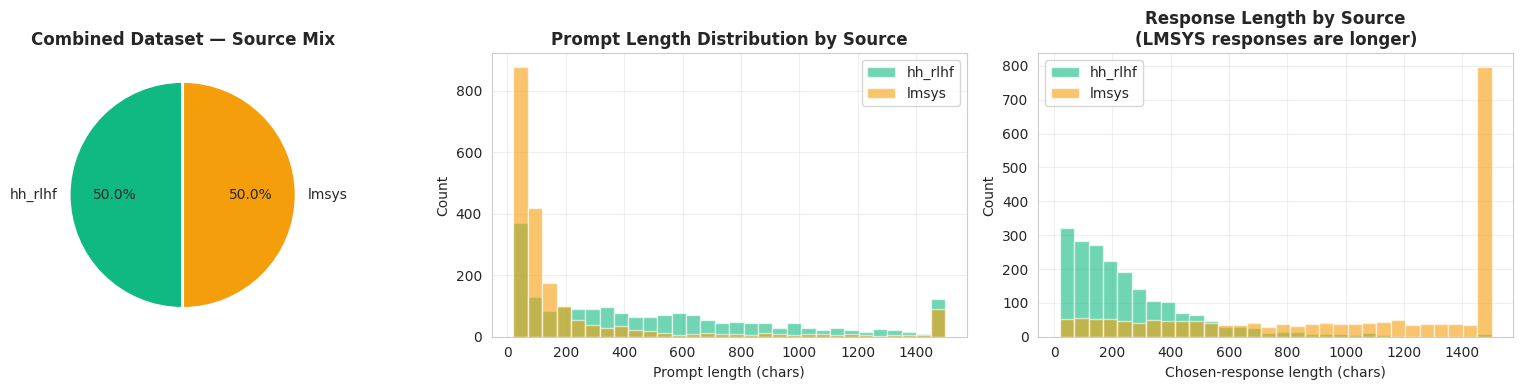 Combined Dataset — Source Mix
hh_rlhf
50.0%
50.0%
lmsys
Prompt Length Distribution by Source
hh_rlhf
lmsys
Count
800
600
400
200
0
0 200 400 600 800 1000 1200 1400
Prompt length (chars)
Response Length by Source
(LMSYS responses are longer)
hh_rlhf
lmsys
Count
800
700
600
500
400
300
200
100
0
0 200 400 600 800 1000 1200 1400
Chosen-response length (chars)